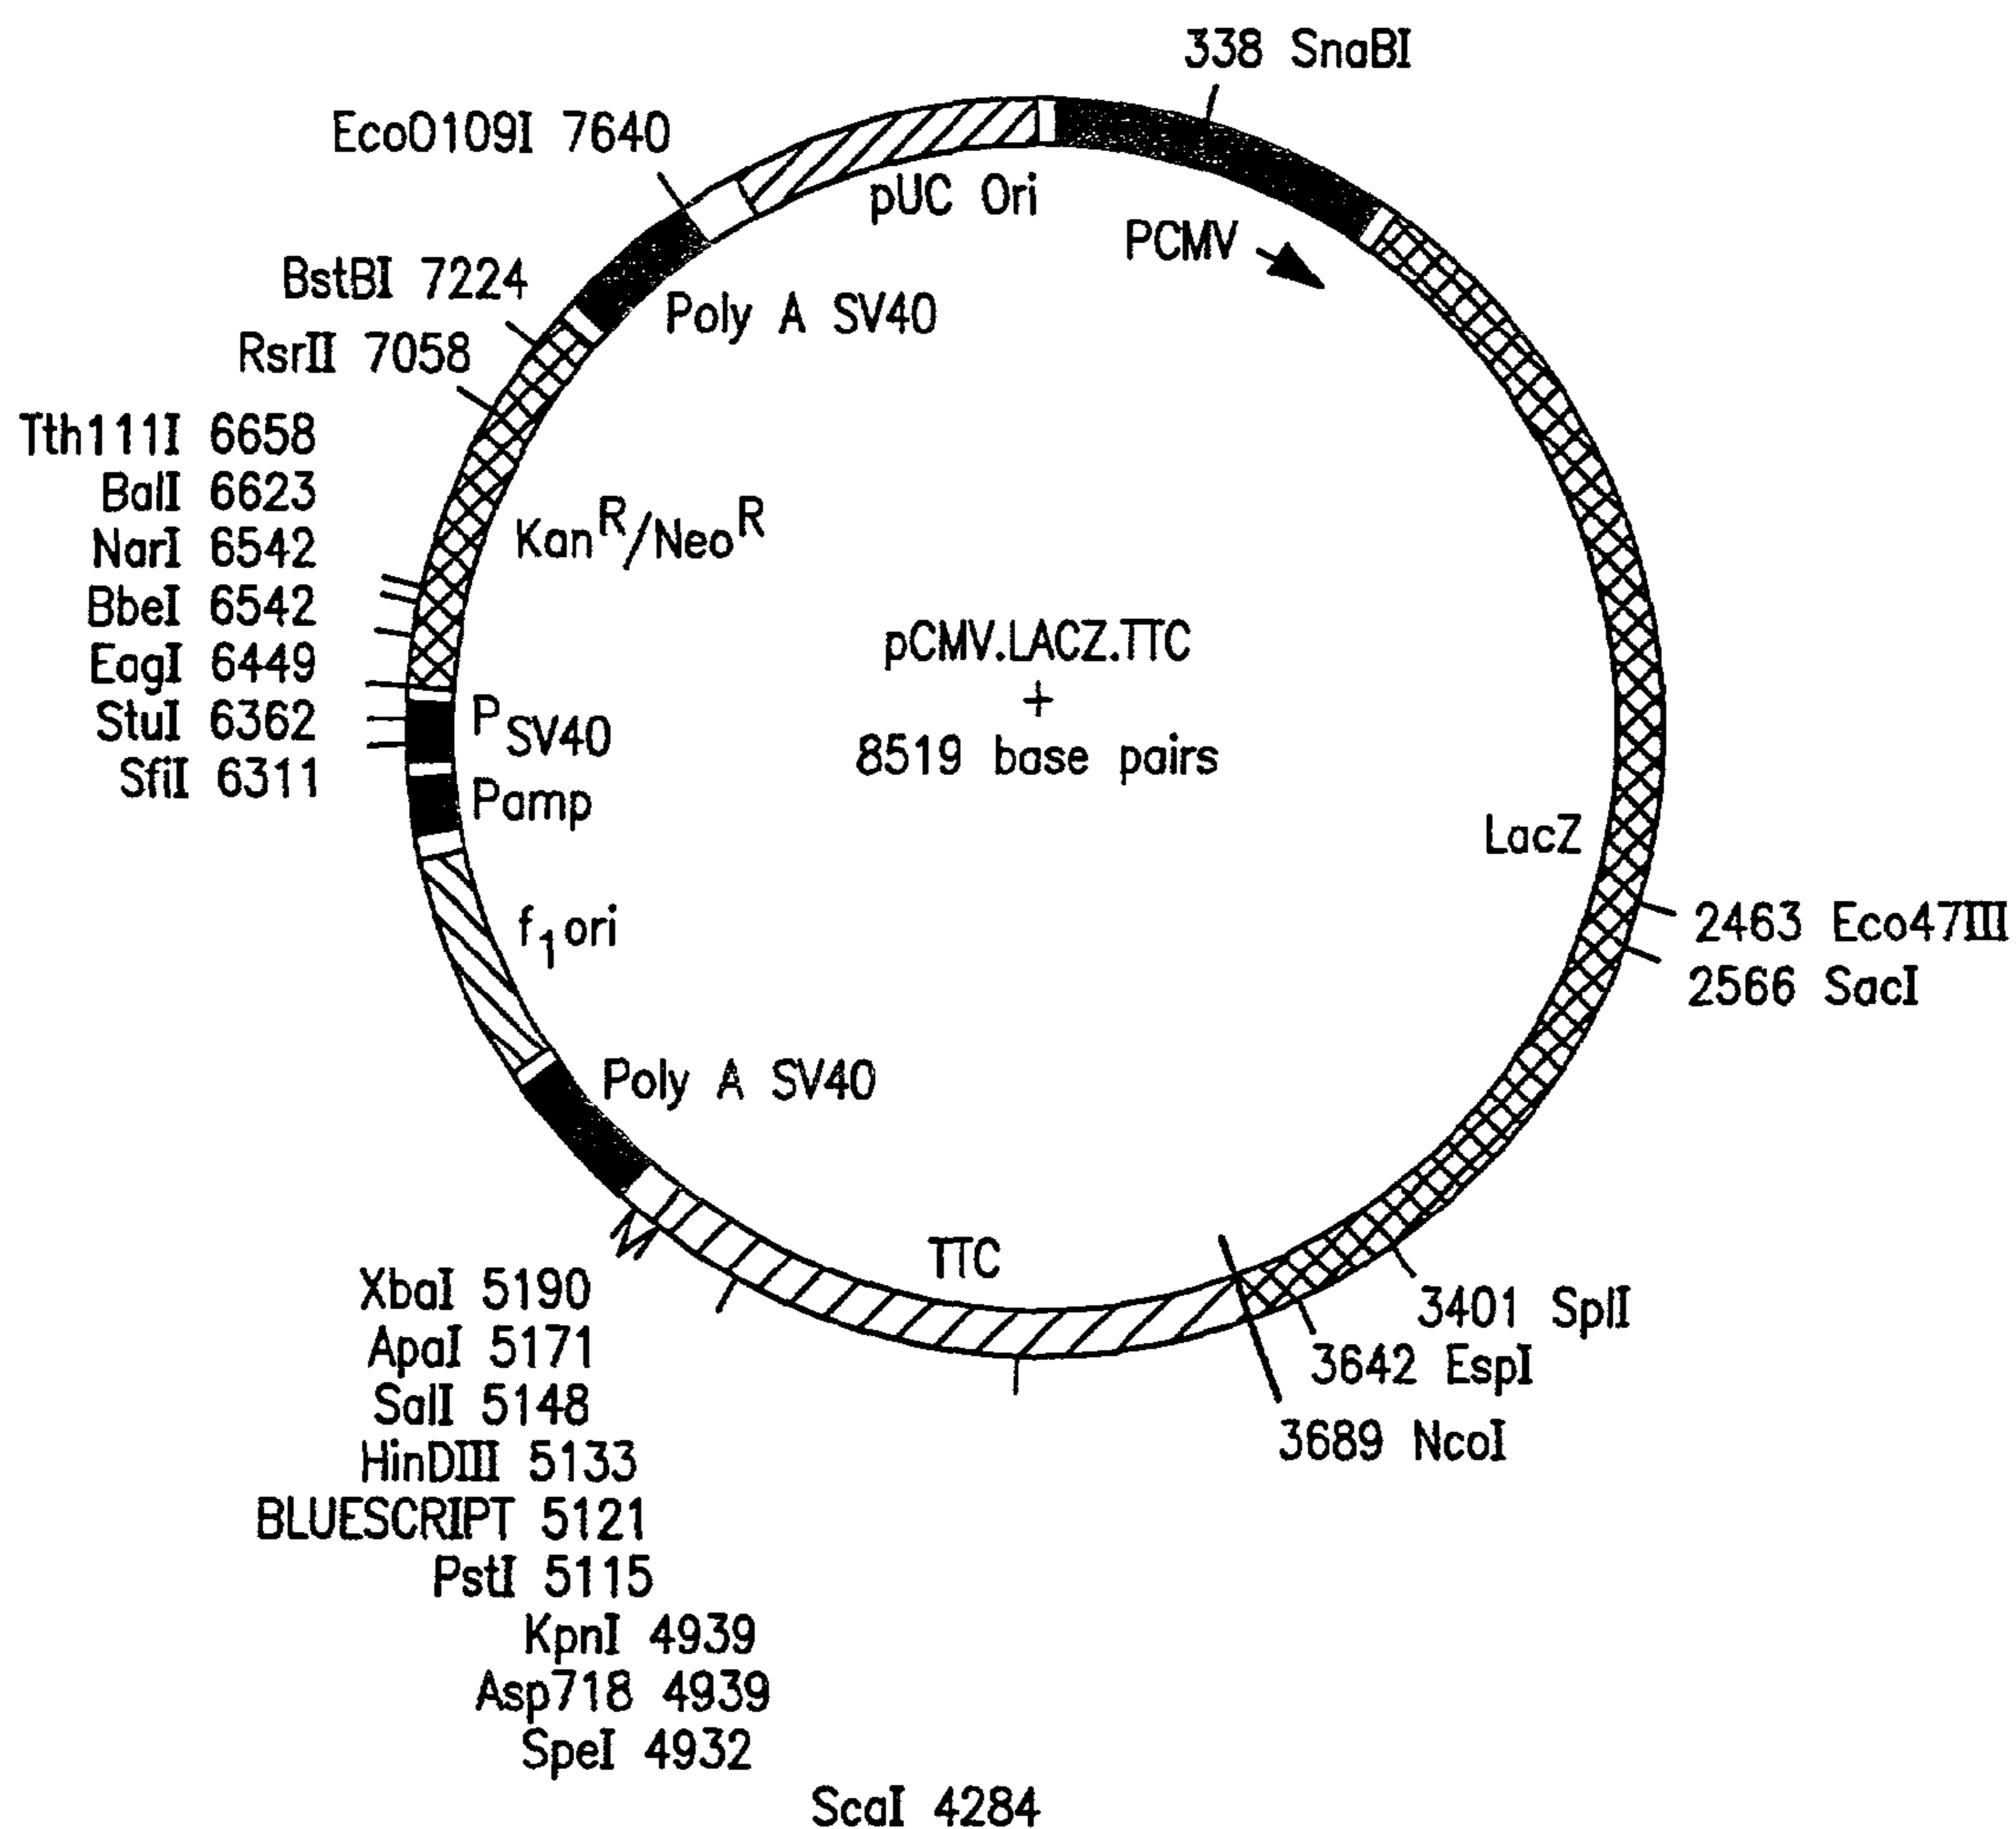 338 SnaBI
EcoO109I 7640
pUC Ori
PCMV
BstBI 7224
Poly A SV40
RsrII 7058
Tth111I 6658
BalI 6623
NarI 6542
KanR/NeoR
BbeI 6542
EagI 6449
StuI 6362
SfiI 6311
PSV40
Pamp
pCMV.LACZ.TTC
+
8519 base pairs
LacZ
f1ori
2463 Eco47III
2566 SacI
Poly A SV40
TTC
3401 SplI
3642 EspI
3689 NcoI
XbaI 5190
ApaI 5171
SalI 5148
HinDIII 5133
BLUESCRIPT 5121
PstI 5115
KpnI 4939
Asp718 4939
SpeI 4932
ScaI 4284